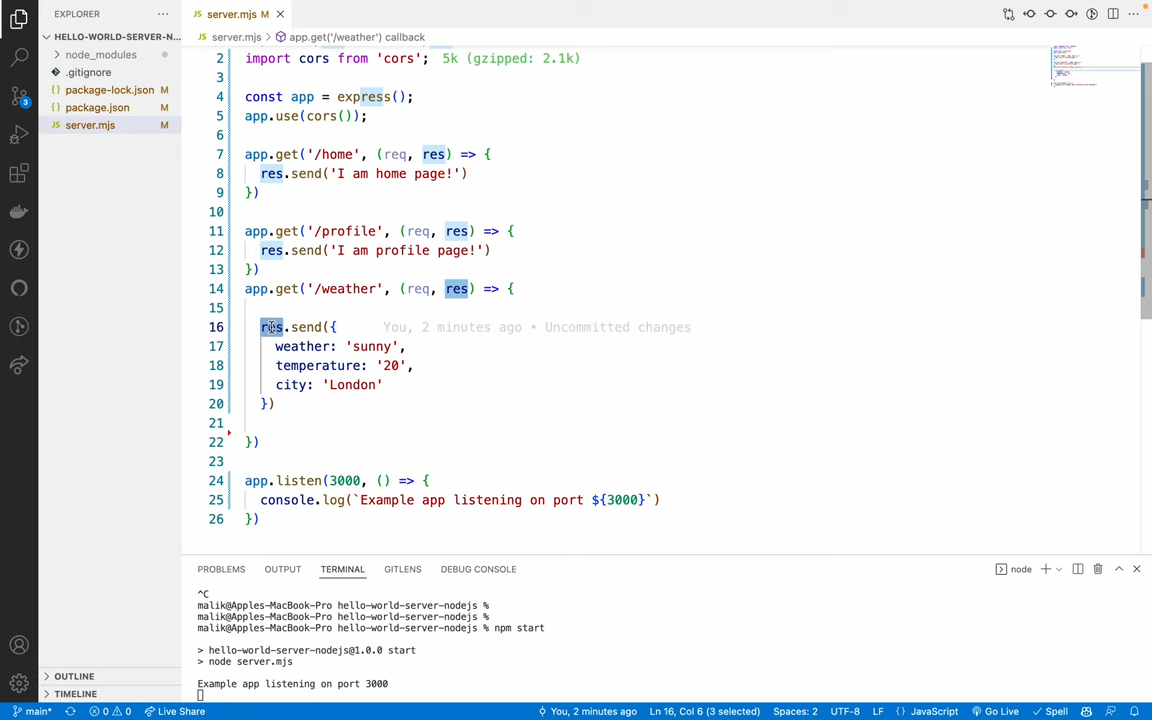 EXPLORER
HELLO-WORLD-SERVER-N...
node_modules
.gitignore
package-lock.json M
package.json M
JS server.mjs M
3
OUTLINE
TIMELINE
JS server.mjs M
JS server.mjs > app.get('/weather') callback
2 import cors from 'cors'; 5k (gzipped: 2.1k)
3
4 const app = express();
5 app.use(cors());
6
7 app.get('/home', (req, res) => {
8 res.send('I am home page!')
9 })
10
11 app.get('/profile', (req, res) => {
12 res.send('I am profile page!')
13 })
14 app.get('/weather', (req, res) => {
15
16 res.send({ You, 2 minutes ago • Uncommitted changes
17 weather: 'sunny',
18 temperature: '20',
19 city: 'London'
20 })
21
22 })
23
24 app.listen(3000, () => {
25 console.log(`Example app listening on port ${3000}`)
26 })
PROBLEMS OUTPUT TERMINAL GITLENS DEBUG CONSOLE
node
^C
malik@Apples-MacBook-Pro hello-world-server-nodejs %
malik@Apples-MacBook-Pro hello-world-server-nodejs %
malik@Apples-MacBook-Pro hello-world-server-nodejs % npm start
> hello-world-server-nodejs@1.0.0 start
> node server.mjs
Example app listening on port 3000
main* 0 0 Live Share You, 2 minutes ago Ln 16, Col 6 (3 selected) Spaces: 2 UTF-8 LF {} JavaScript Go Live Spell